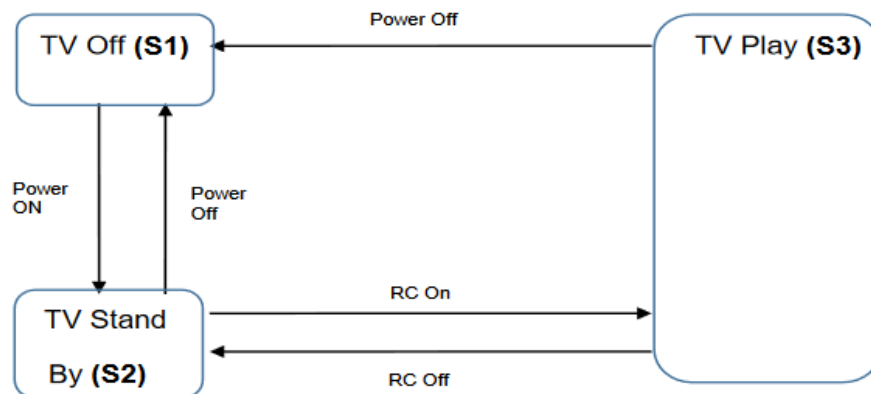 Power Off
TV Off (S1)
TV Play (S3)
Power
ON
Power
Off
RC On
TV Stand
By (S2)
RC Off